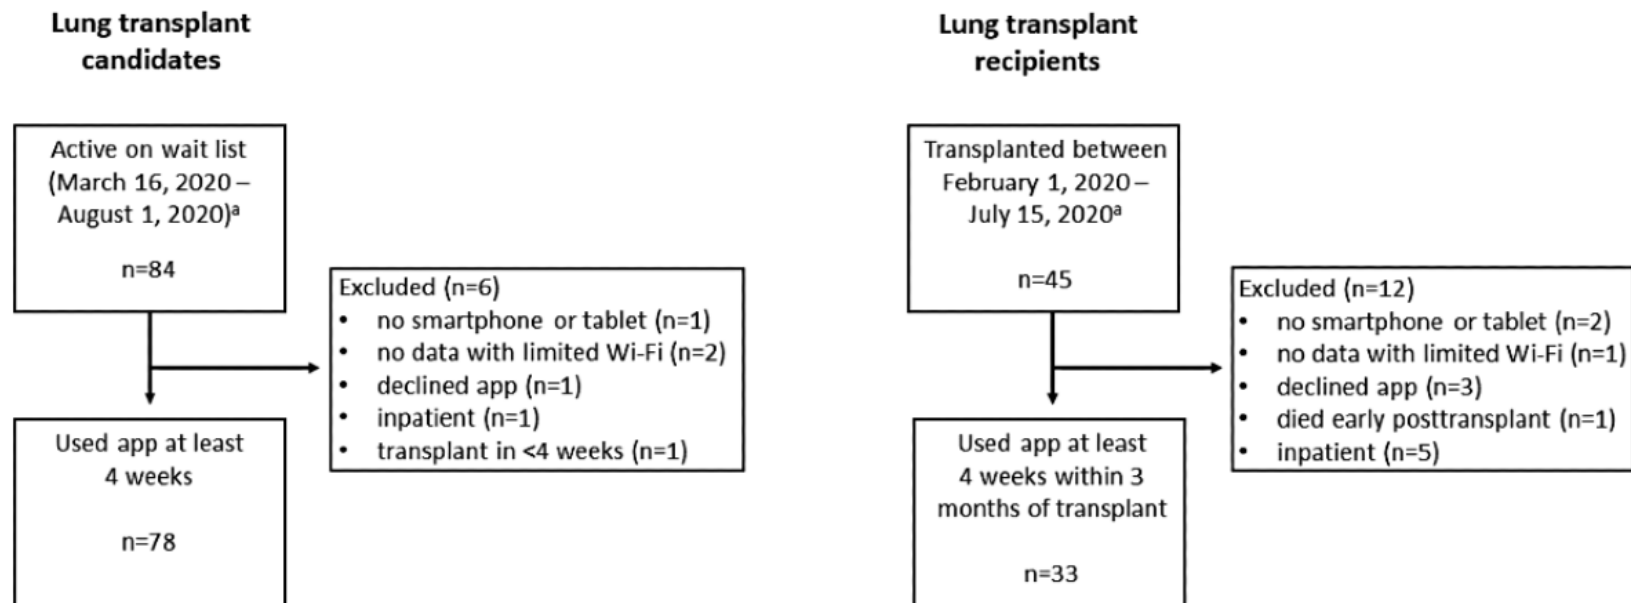 Lung transplant
candidates
Active on wait list
(March 16, 2020 –
August 1, 2020)ᵃ
n=84
Excluded (n=6)
• no smartphone or tablet (n=1)
• no data with limited Wi-Fi (n=2)
• declined app (n=1)
• inpatient (n=1)
• transplant in <4 weeks (n=1)
Used app at least
4 weeks
n=78
Lung transplant
recipients
Transplanted between
February 1, 2020 –
July 15, 2020ᵃ
n=45
Excluded (n=12)
• no smartphone or tablet (n=2)
• no data with limited Wi-Fi (n=1)
• declined app (n=3)
• died early posttransplant (n=1)
• inpatient (n=5)
Used app at least
4 weeks within 3
months of transplant
n=33